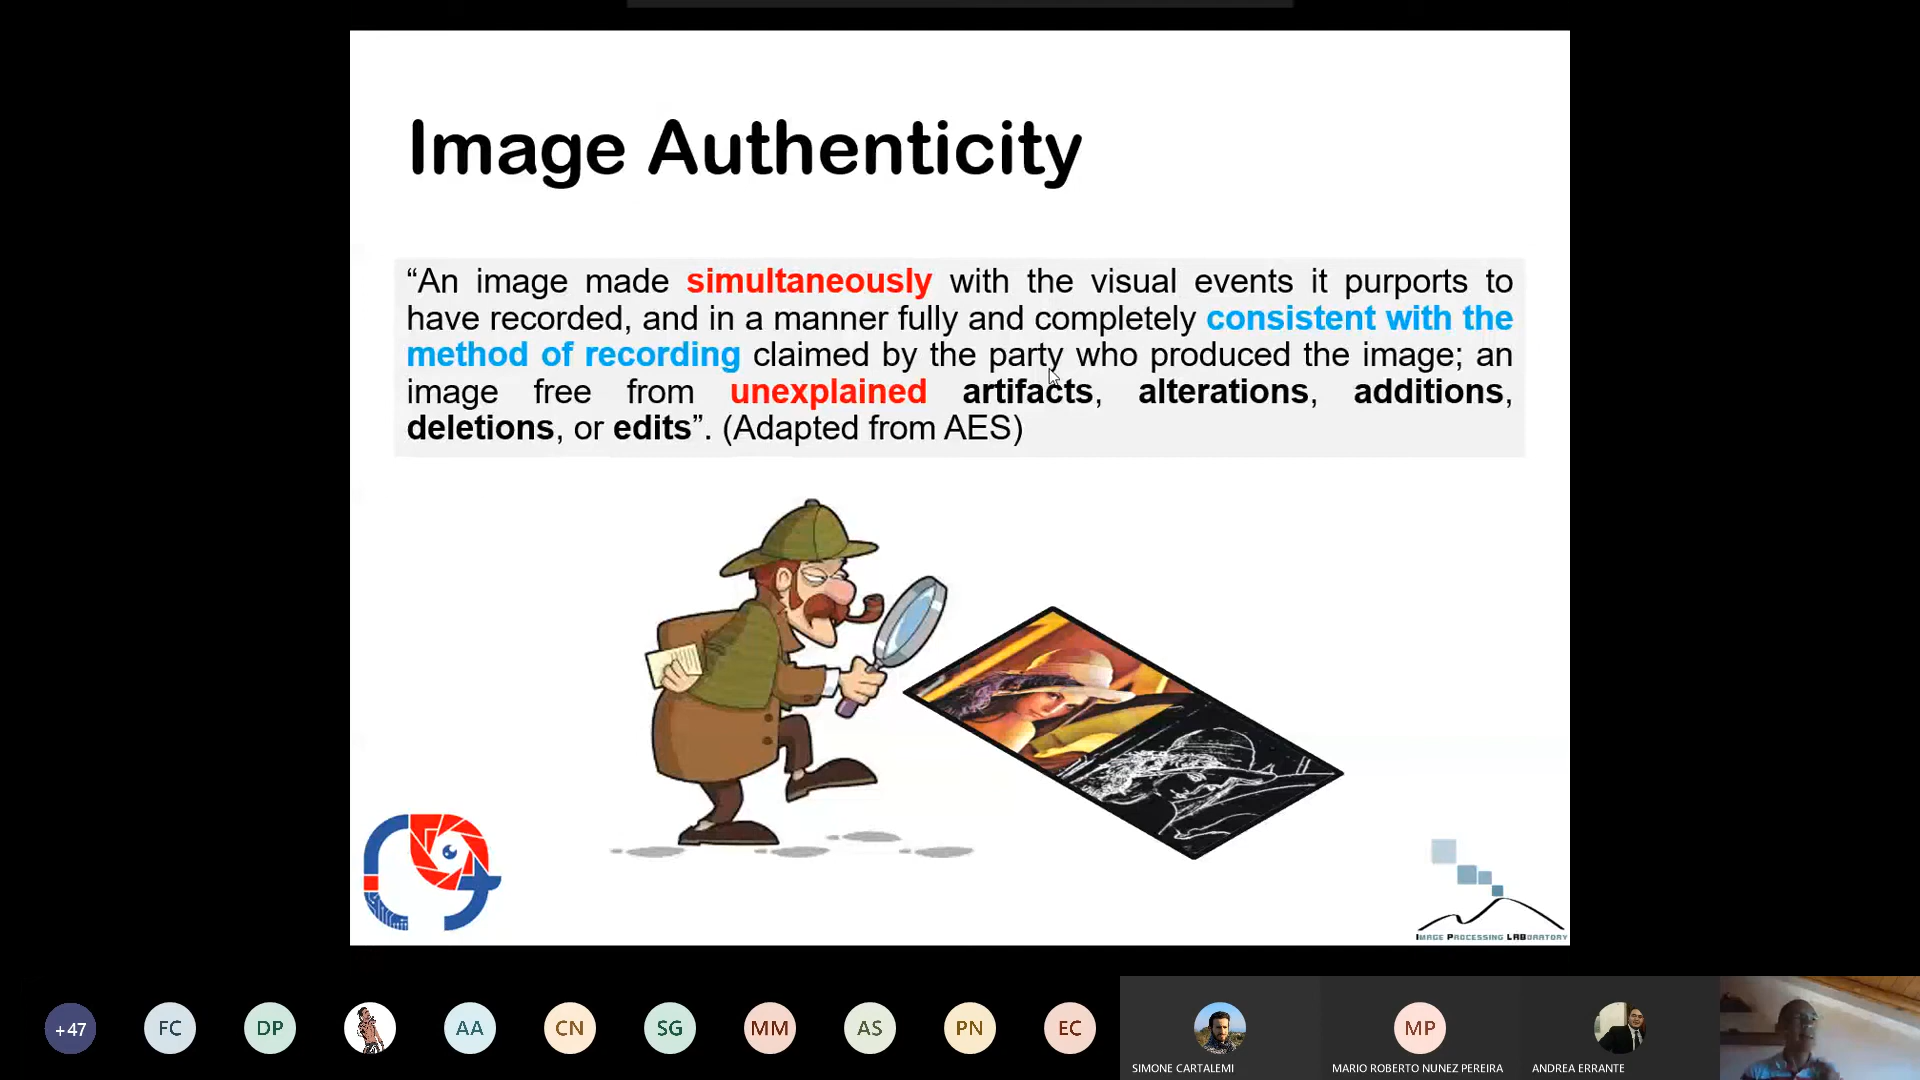 Image Authenticity
“An image made simultaneously with the visual events it purports to
have recorded, and in a manner fully and completely consistent with the
method of recording claimed by the party who produced the image; an
image free from unexplained artifacts, alterations, additions,
deletions, or edits”. (Adapted from AES)
IMAGE PROCESSING LABORATORY
+47
FC
DP
AA
CN
SG
MM
AS
PN
EC
MP
SIMONE CARTALEMI
MARIO ROBERTO NUNEZ PEREIRA
ANDREA ERRANTE